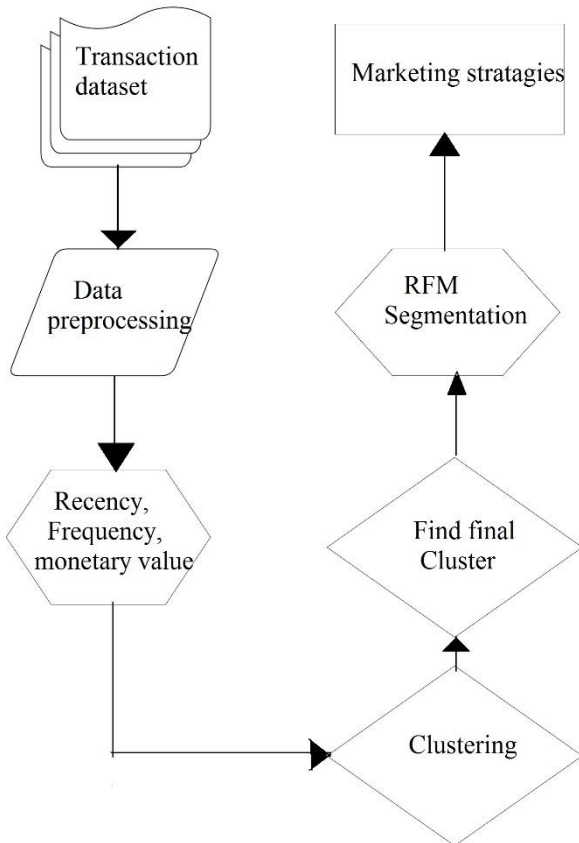 Transaction
dataset
Data
preprocessing
Recency,
Frequency,
monetary value
Clustering
Find final
Cluster
RFM
Segmentation
Marketing stratagies